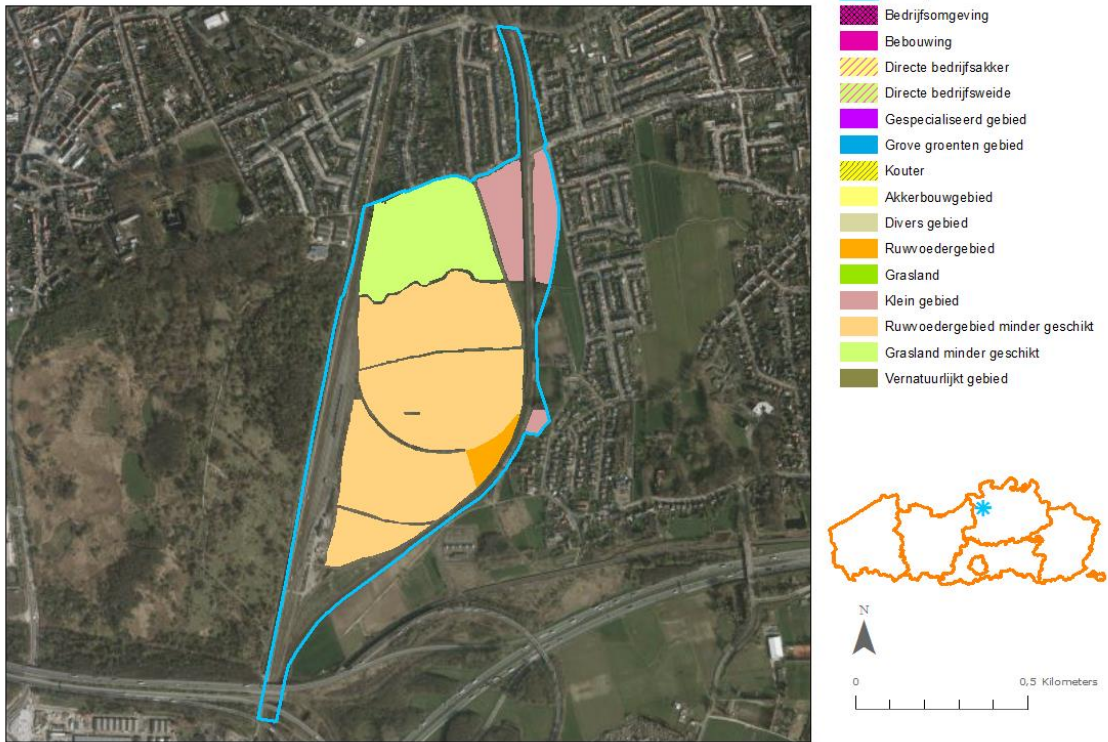 Bedrijfsomgeving
Bebouwing
Directe bedrijfsakker
Directe bedrijfsweide
Gespecialiseerd gebied
Grove groenten gebied
Kouter
Akkerbouwgebied
Divers gebied
Ruwvoedergebied
Grasland
Klein gebied
Ruwvoedergebied minder geschikt
Grasland minder geschikt
Vernatuurlijkt gebied
N
0 0,5 Kilometers